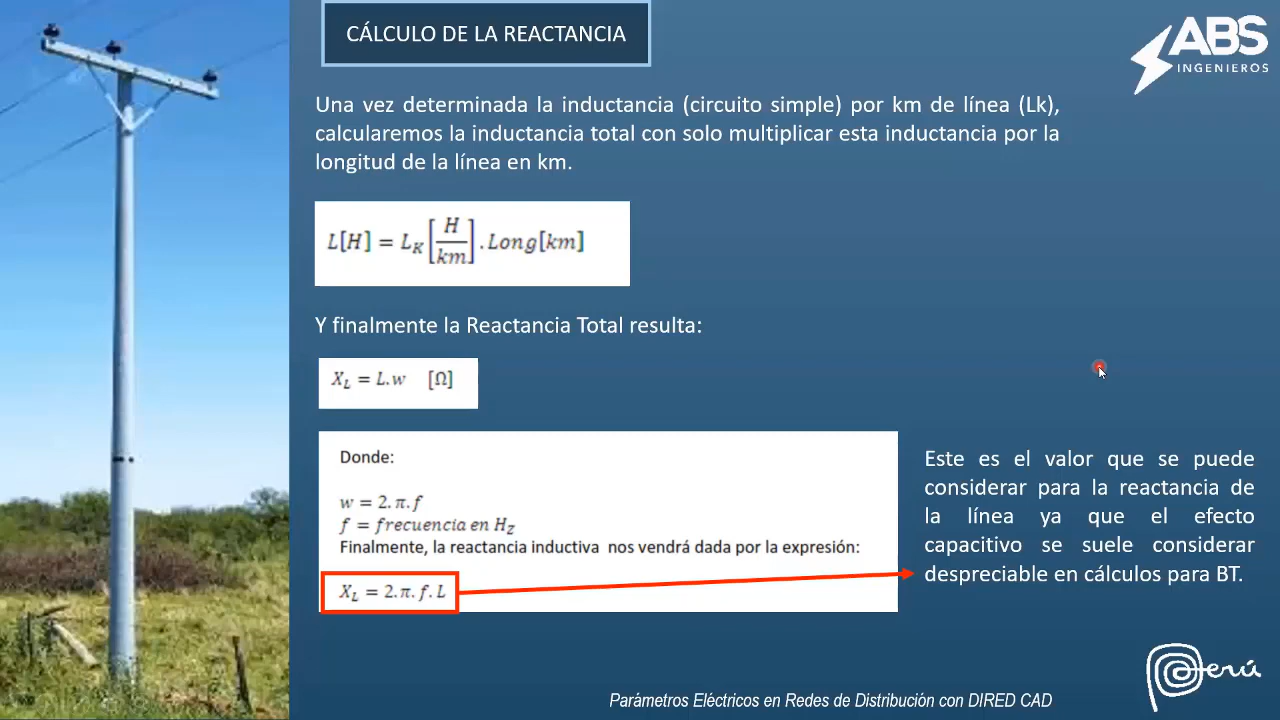 CÁLCULO DE LA REACTANCIA
ABS
INGENIEROS
Una vez determinada la inductancia (circuito simple) por km de línea (Lk),
calcularemos la inductancia total con solo multiplicar esta inductancia por la
longitud de la línea en km.
L[H] = L_K [H/km] . Long[km]
Y finalmente la Reactancia Total resulta:
X_L = L.w [Ω]
Donde:
w = 2.π.f
f = frecuencia en H_Z
Finalmente, la reactancia inductiva nos vendrá dada por la expresión:
X_L = 2.π.f.L
Este es el valor que se puede
considerar para la reactancia de
la línea ya que el efecto
capacitivo se suele considerar
despreciable en cálculos para BT.
Perú
Parámetros Eléctricos en Redes de Distribución con DIRED CAD